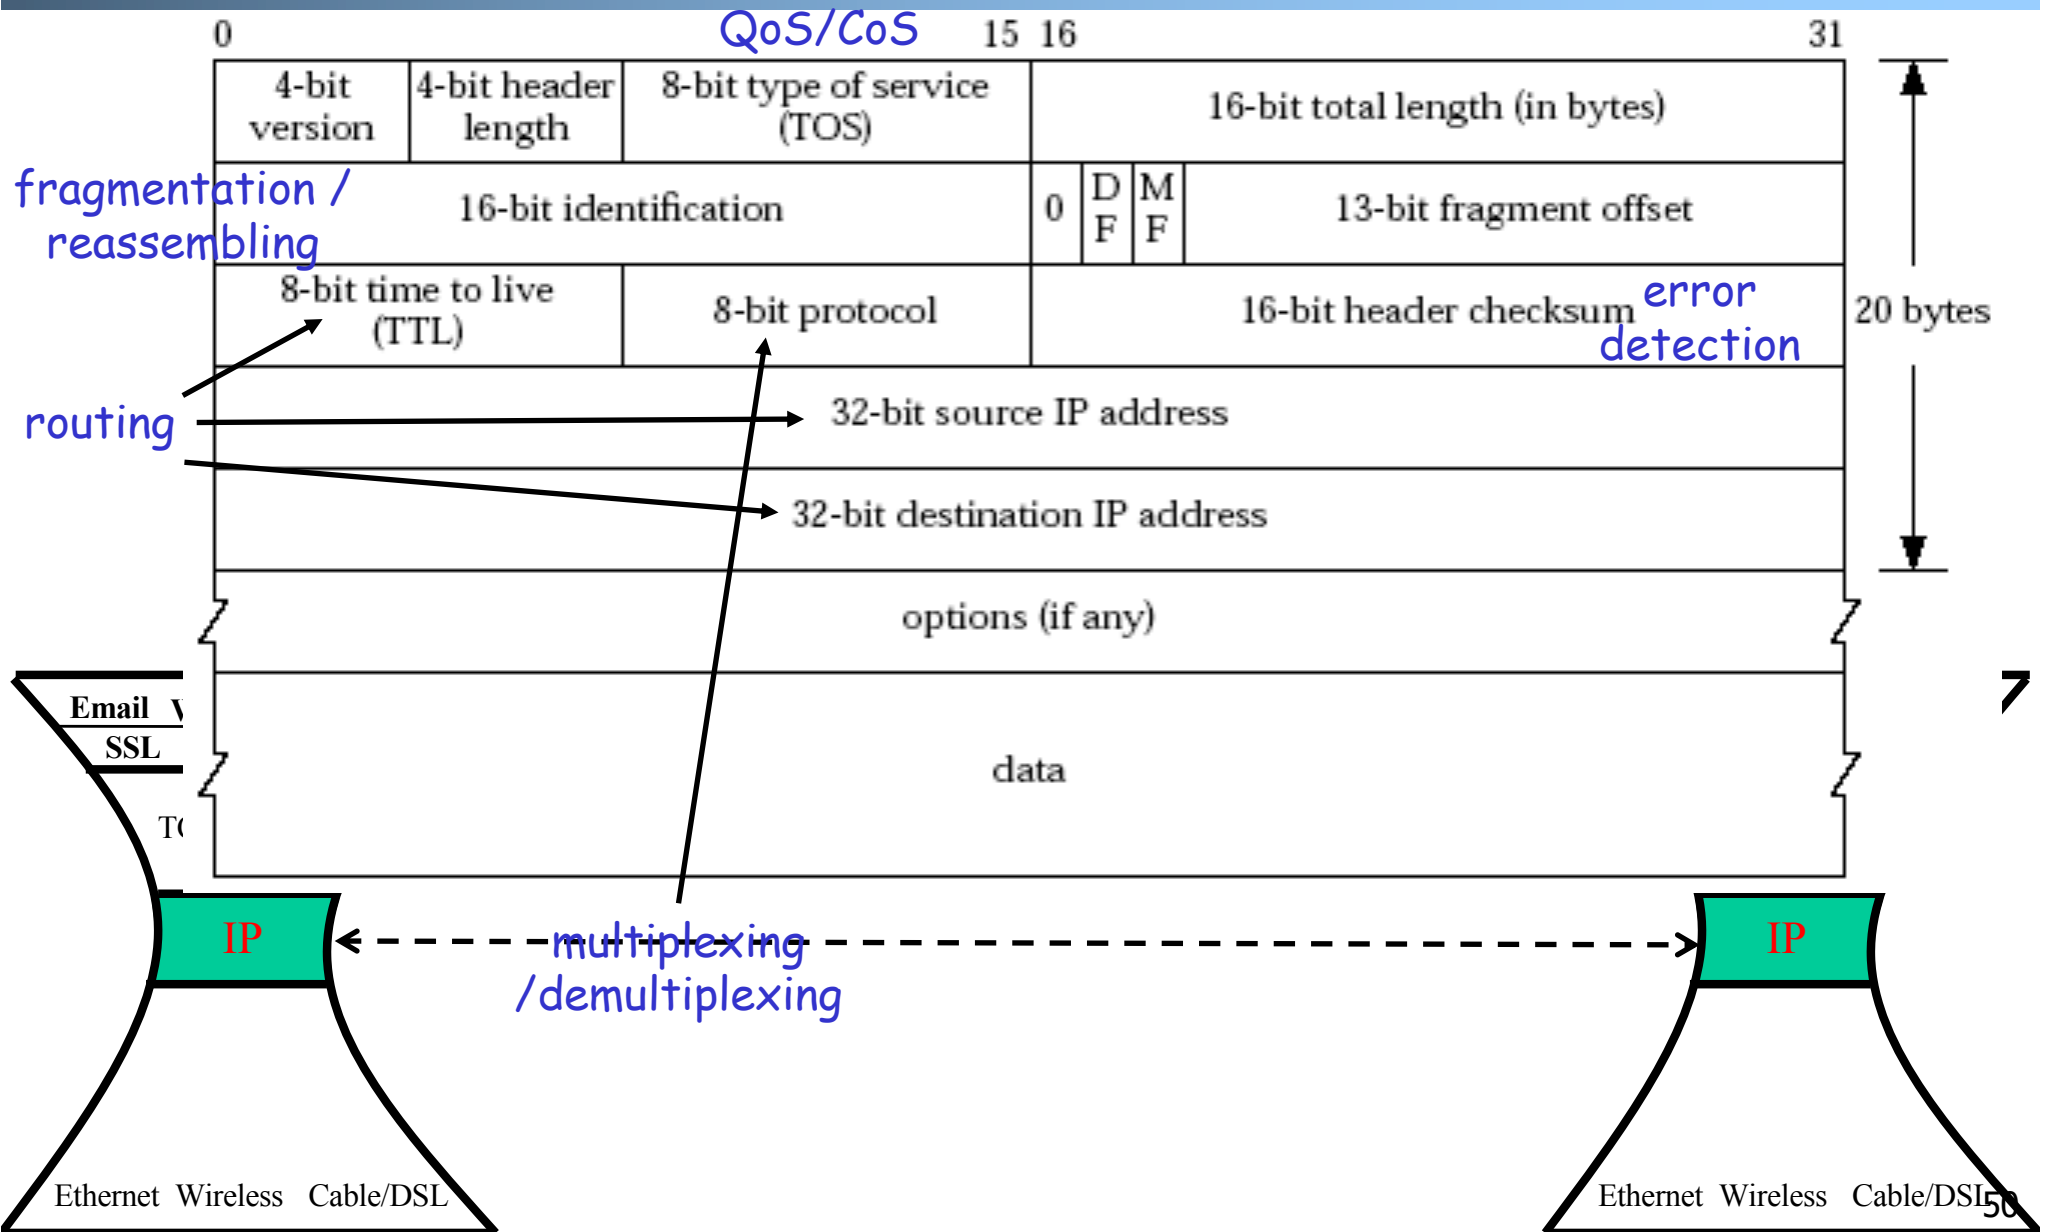 0 QoS/CoS 15 16 31
4-bit version
4-bit header length
8-bit type of service (TOS)
16-bit total length (in bytes)
fragmentation / reassembling
16-bit identification
0
DF
MF
13-bit fragment offset
8-bit time to live (TTL)
8-bit protocol
16-bit header checksum
error detection
20 bytes
routing
32-bit source IP address
32-bit destination IP address
options (if any)
Email
SSL
data
IP
multiplexing /demultiplexing
IP
Ethernet Wireless Cable/DSL
Ethernet Wireless Cable/DSL
50